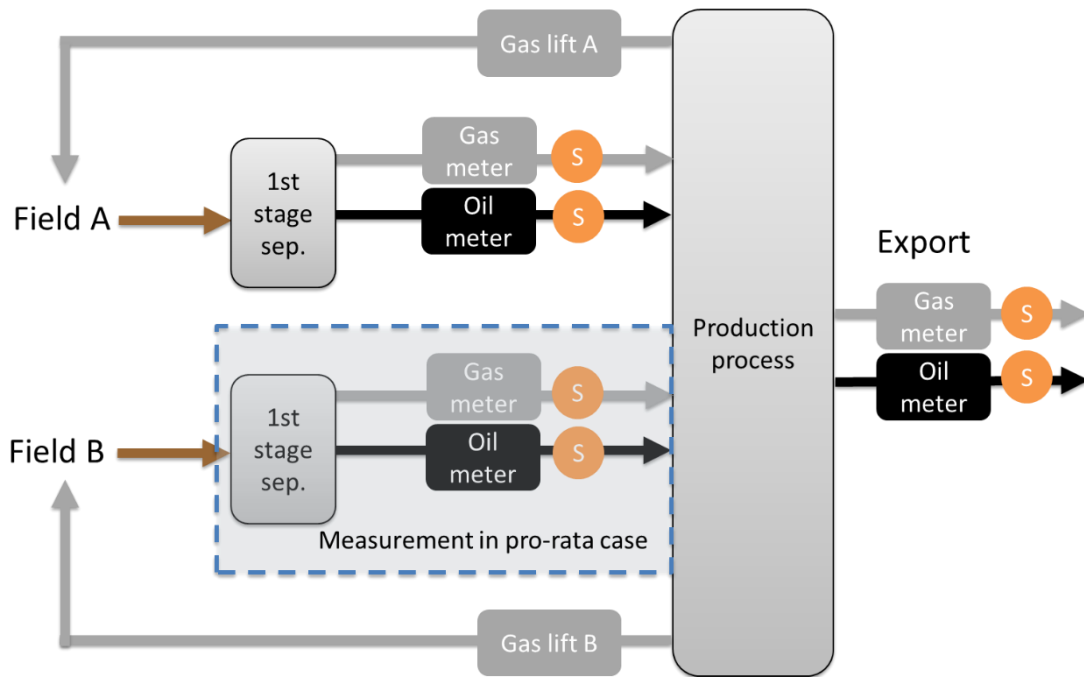 Gas lift A
Gas
meter
S
Oil
meter
S
1st
stage
sep.
Field A
Export
Gas
meter
S
Oil
meter
S
Production
process
Gas
meter
S
Oil
meter
S
1st
stage
sep.
Field B
Measurement in pro-rata case
Gas lift B